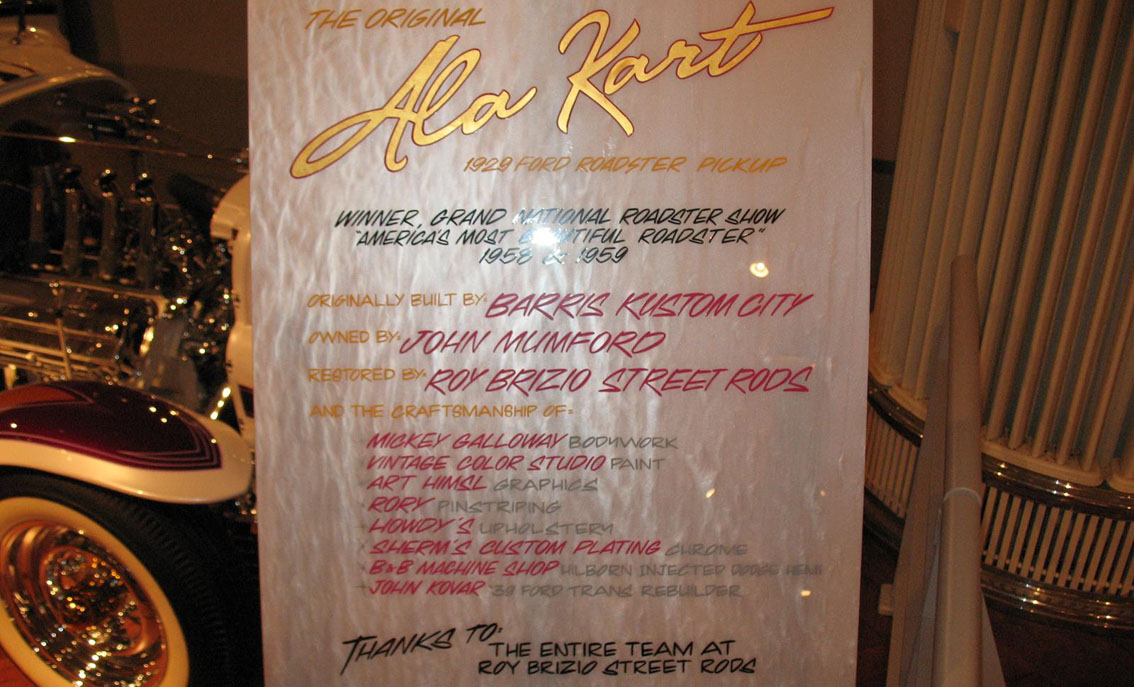 THE ORIGINAL
Ala Kart
1929 FORD ROADSTER PICKUP
WINNER, GRAND NATIONAL ROADSTER SHOW
"AMERICA'S MOST BEAUTIFUL ROADSTER"
1958 & 1959
ORIGINALLY BUILT BY: BARRIS KUSTOM CITY
OWNED BY: JOHN MUMFORD
RESTORED BY: ROY BRIZIO STREET RODS
AND THE CRAFTSMANSHIP OF:
MICKEY GALLOWAY BODYWORK
VINTAGE COLOR STUDIO PAINT
ART HIMSL GRAPHICS
RORY PINSTRIPING
HOWDY'S UPHOLSTERY
SHERM'S CUSTOM PLATING CHROME
B&B MACHINE SHOP HILBORN INJECTED DODGE HEMI
JOHN KOVAR '39 FORD TRANS REBUILDER
THANKS TO: THE ENTIRE TEAM AT
ROY BRIZIO STREET RODS